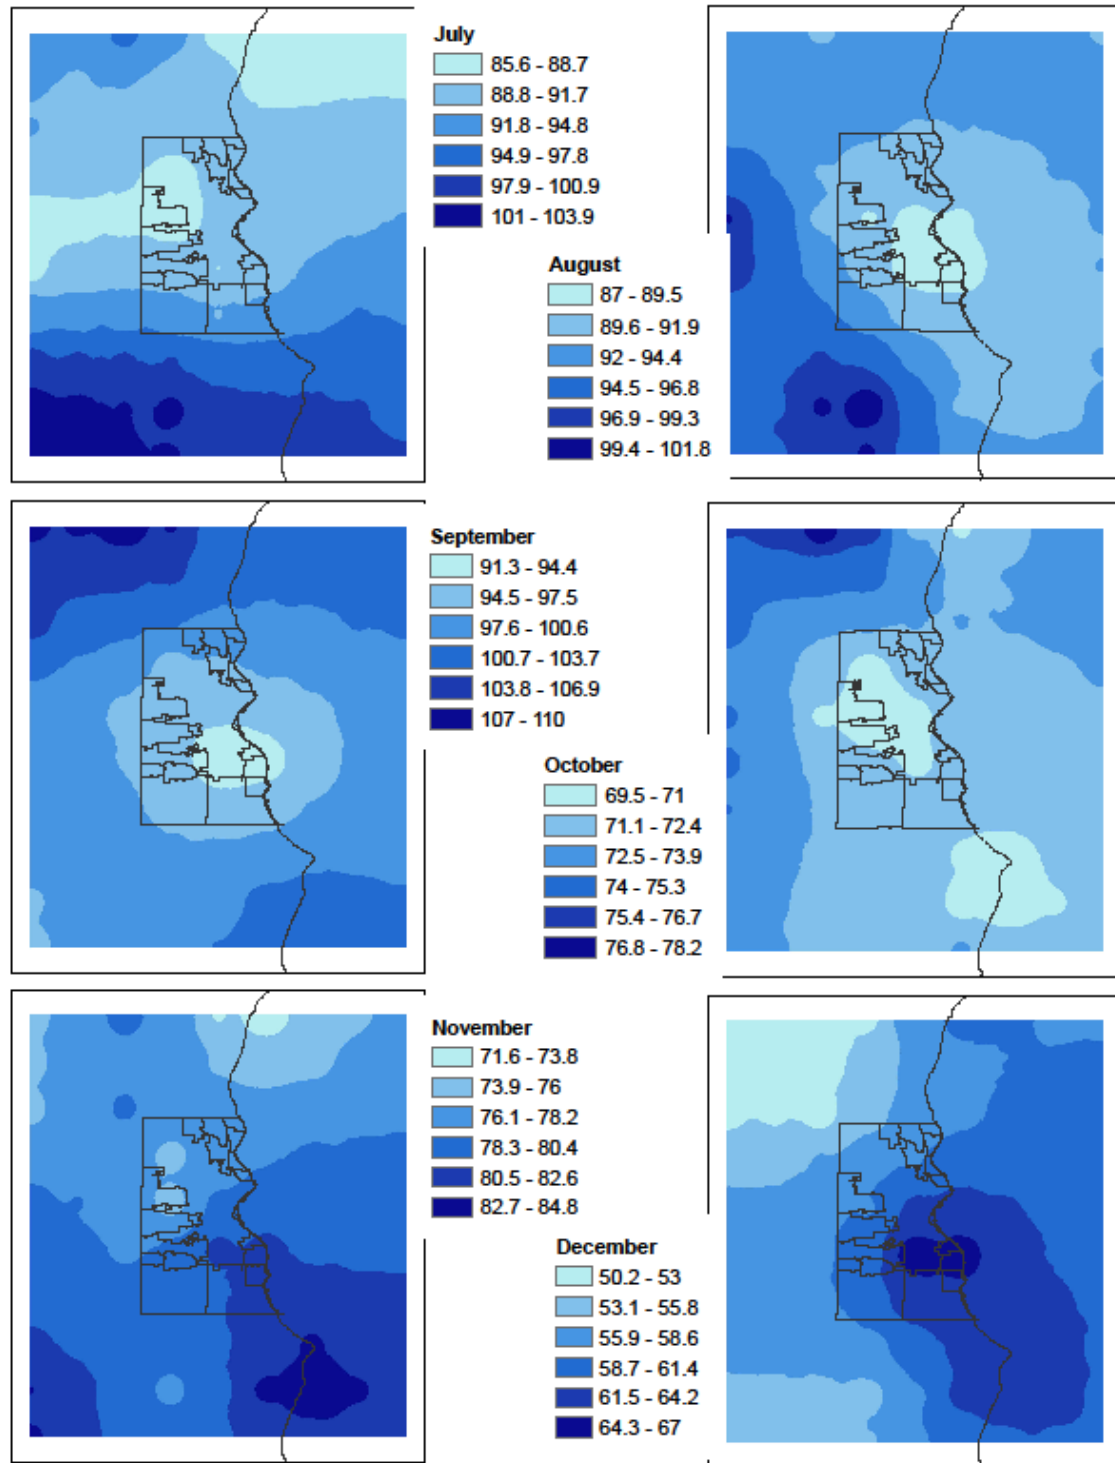 July
85.6 - 88.7
88.8 - 91.7
91.8 - 94.8
94.9 - 97.8
97.9 - 100.9
101 - 103.9
August
87 - 89.5
89.6 - 91.9
92 - 94.4
94.5 - 96.8
96.9 - 99.3
99.4 - 101.8
September
91.3 - 94.4
94.5 - 97.5
97.6 - 100.6
100.7 - 103.7
103.8 - 106.9
107 - 110
October
69.5 - 71
71.1 - 72.4
72.5 - 73.9
74 - 75.3
75.4 - 76.7
76.8 - 78.2
November
71.6 - 73.8
73.9 - 76
76.1 - 78.2
78.3 - 80.4
80.5 - 82.6
82.7 - 84.8
December
50.2 - 53
53.1 - 55.8
55.9 - 58.6
58.7 - 61.4
61.5 - 64.2
64.3 - 67